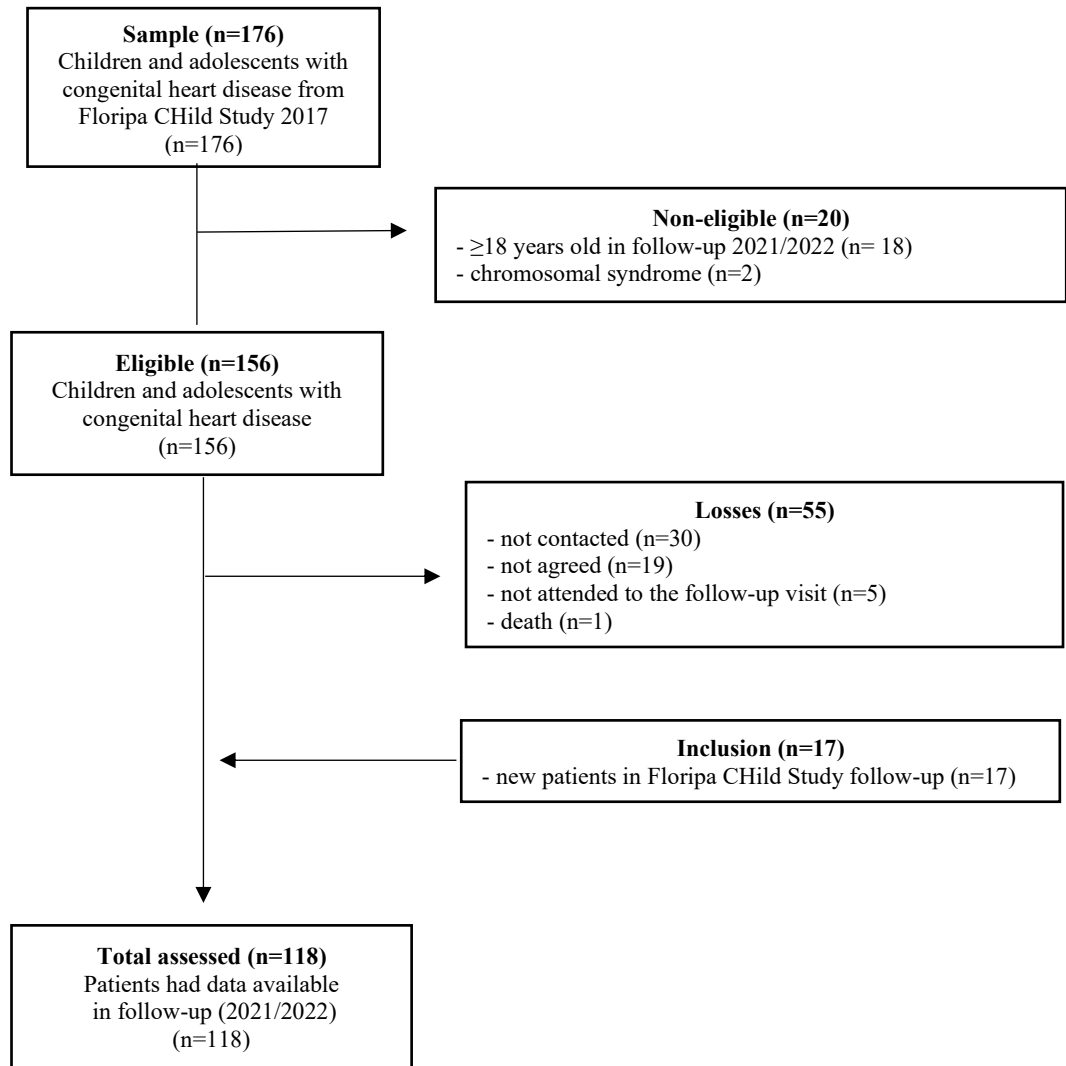 Sample (n=176)
Children and adolescents with
congenital heart disease from
Floripa CHild Study 2017
(n=176)
Non-eligible (n=20)
- ≥18 years old in follow-up 2021/2022 (n= 18)
- chromosomal syndrome (n=2)
Eligible (n=156)
Children and adolescents with
congenital heart disease
(n=156)
Losses (n=55)
- not contacted (n=30)
- not agreed (n=19)
- not attended to the follow-up visit (n=5)
- death (n=1)
Inclusion (n=17)
- new patients in Floripa CHild Study follow-up (n=17)
Total assessed (n=118)
Patients had data available
in follow-up (2021/2022)
(n=118)